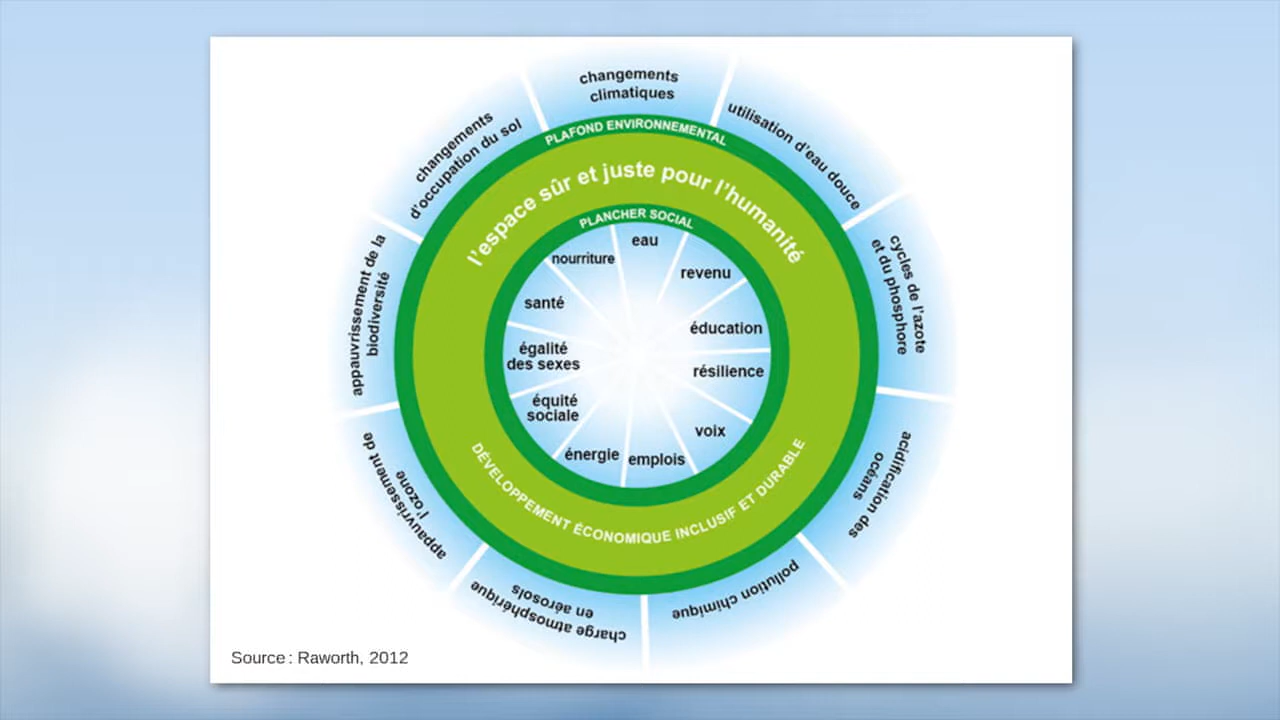 changements
climatiques
utilisation d'eau douce
cycles de l'azote
et du phosphore
acidification des
océans
pollution chimique
charge atmosphérique
en aérosols
appauvrissement de
l'ozone
appauvrissement de la
biodiversité
changements
d'occupation du sol
PLAFOND ENVIRONNEMENTAL
l'espace sûr et juste pour l'humanité
PLANCHER SOCIAL
eau
revenu
éducation
résilience
voix
emplois
énergie
équité
sociale
égalité
des sexes
santé
nourriture
DÉVELOPPEMENT ÉCONOMIQUE INCLUSIF ET DURABLE
Source : Raworth, 2012